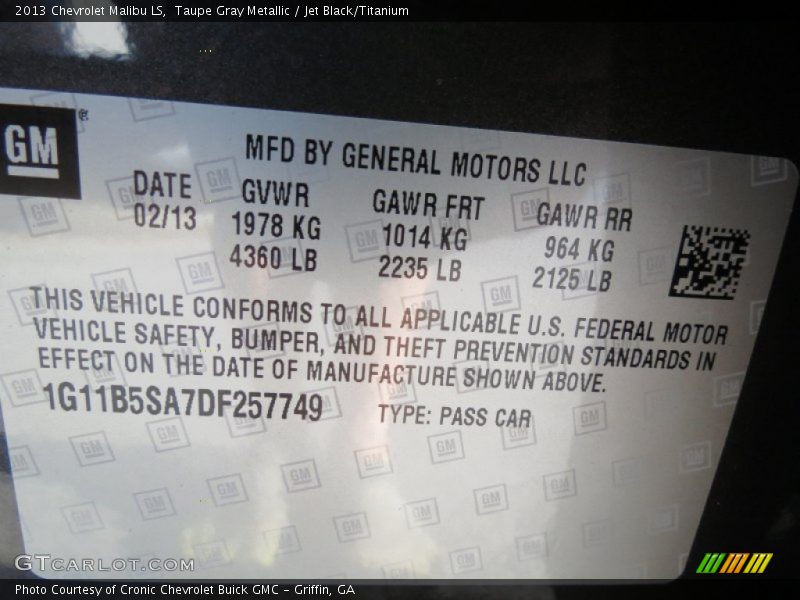 2013 Chevrolet Malibu LS, Taupe Gray Metallic / Jet Black/Titanium
GM
MFD BY GENERAL MOTORS LLC
DATE GVWR GAWR FRT GAWR RR
02/13 1978 KG 1014 KG 964 KG
4360 LB 2235 LB 2125 LB
THIS VEHICLE CONFORMS TO ALL APPLICABLE U.S. FEDERAL MOTOR
VEHICLE SAFETY, BUMPER, AND THEFT PREVENTION STANDARDS IN
EFFECT ON THE DATE OF MANUFACTURE SHOWN ABOVE.
1G11B5SA7DF257749 TYPE: PASS CAR
GTcarlot.com
Photo Courtesy of Cronic Chevrolet Buick GMC – Griffin, GA